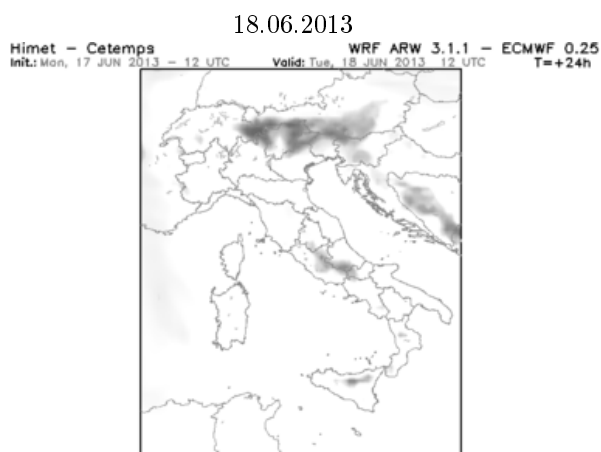 18.06.2013
Himet – Cetemps WRF ARW 3.1.1 – ECMWF 0.25
Init.: Mon, 17 JUN 2013 – 12 UTC Valid: Tue, 18 JUN 2013 12 UTC T=+24h